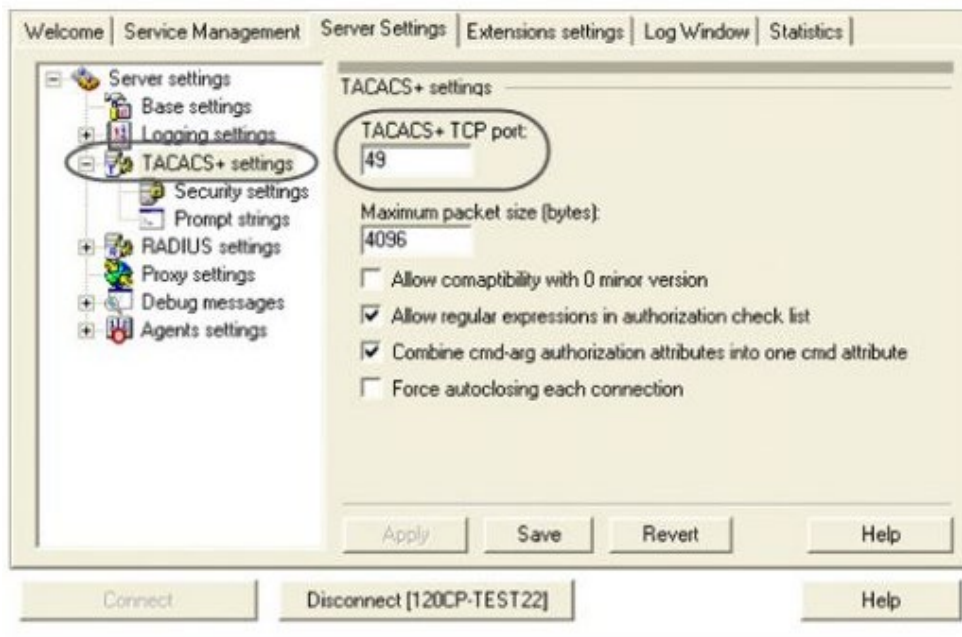 Welcome
Service Management
Server Settings
Extensions settings
Log Window
Statistics
Server settings
Base settings
Logging settings
TACACS+ settings
Security settings
Prompt strings
RADIUS settings
Proxy settings
Debug messages
Agents settings
TACACS+ settings
TACACS+ TCP port:
49
Maximum packet size (bytes):
4096
Allow comaptibility with 0 minor version
Allow regular expressions in authorization check list
Combine cmd-arg authorization attributes into one cmd attribute
Force autoclosing each connection
Apply
Save
Revert
Help
Connect
Disconnect [120CP-TEST22]
Help